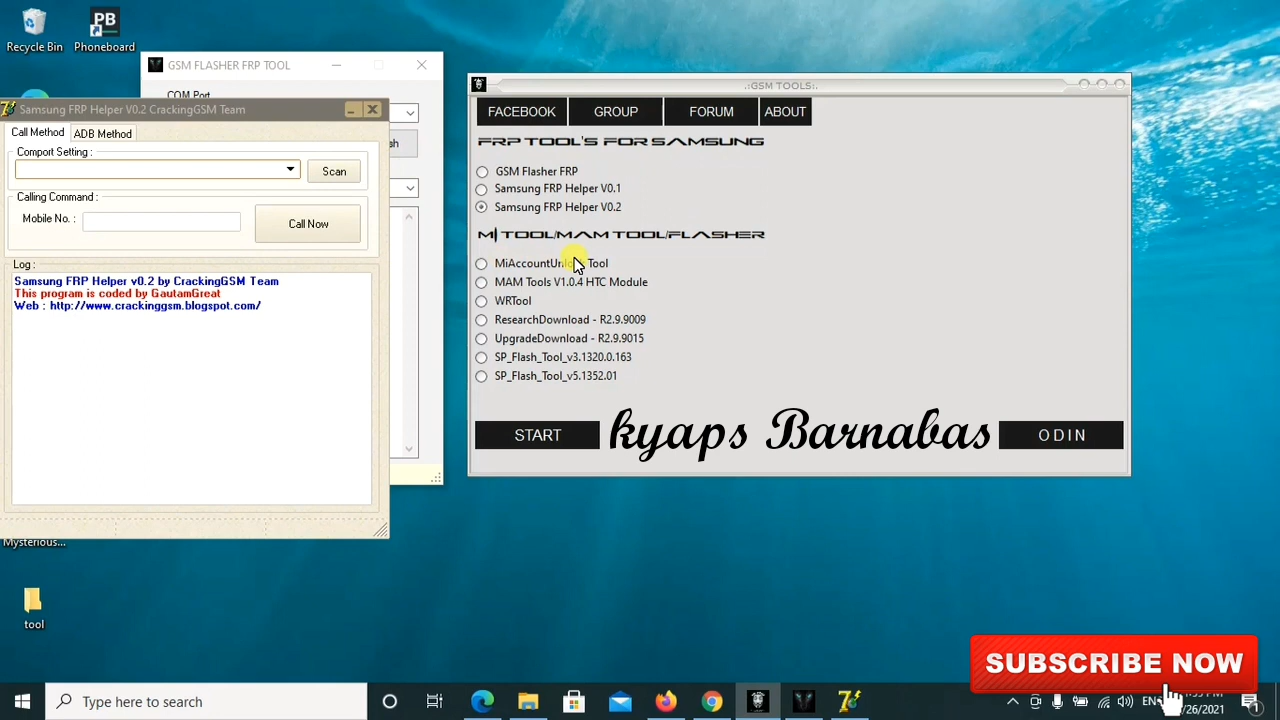 Recycle Bin
Phoneboard
GSM FLASHER FRP TOOL
COM Port
Samsung FRP Helper V0.2 CrackingGSM Team
Call Method
ADB Method
Comport Setting :
Scan
Calling Command :
Mobile No. :
Call Now
Log :
Samsung FRP Helper v0.2 by CrackingGSM Team
This program is coded by GautamGreat
Web : http://www.crackinggsm.blogspot.com/
.:GSM TOOLS:.
FACEBOOK
GROUP
FORUM
ABOUT
FRP TOOL'S FOR SAMSUNG
GSM Flasher FRP
Samsung FRP Helper V0.1
Samsung FRP Helper V0.2
MI TOOL/MAM TOOL/FLASHER
Tool
MAM Tools V1.0.4 HTC Module
WRTool
ResearchDownload - R2.9.9009
UpgradeDownload - R2.9.9015
SP_Flash_Tool_v3.1320.0.163
SP_Flash_Tool_v5.1352.01
START
kyaps Barnabas
ODIN
Mysterious...
tool
SUBSCRIBE NOW
Type here to search